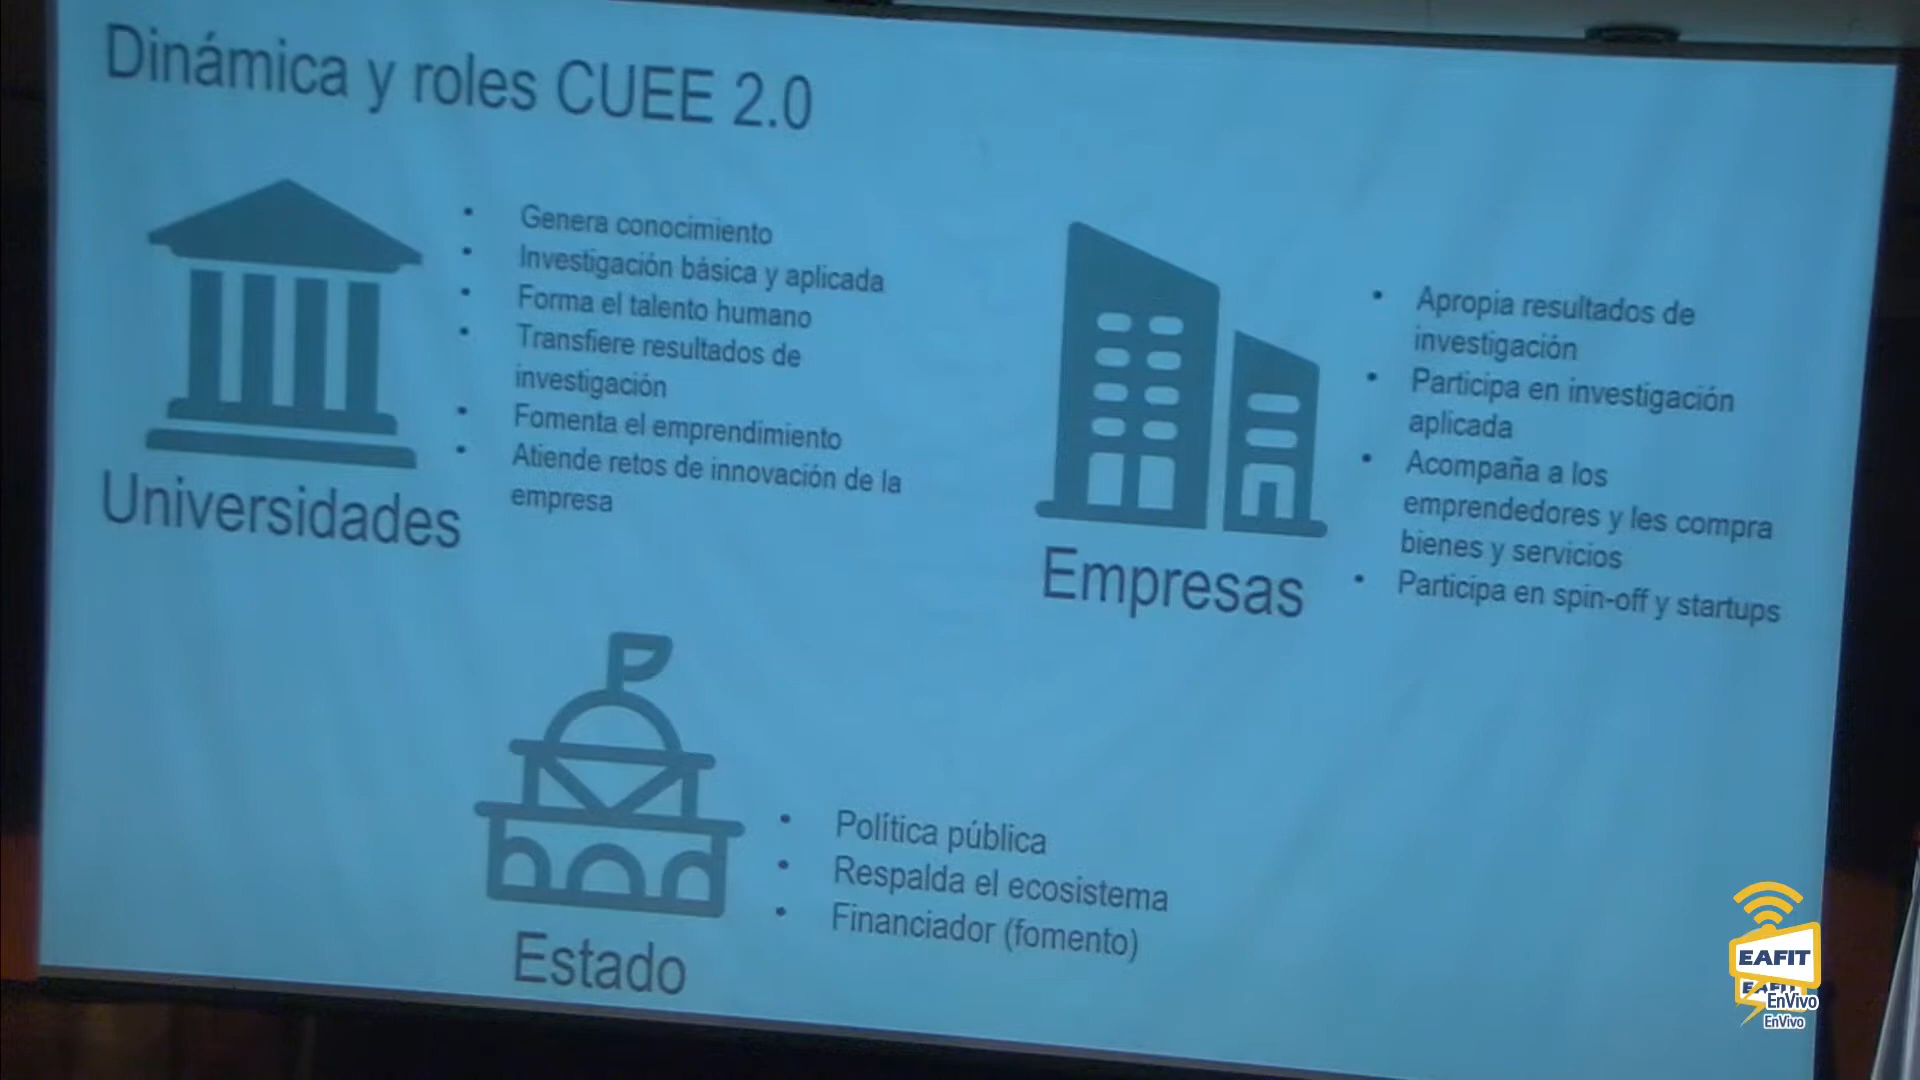 Dinámica y roles CUEE 2.0
• Genera conocimiento
• Investigación básica y aplicada
• Forma el talento humano
• Transfiere resultados de
investigación
• Fomenta el emprendimiento
• Atiende retos de innovación de la
empresa
Universidades
• Apropia resultados de
investigación
• Participa en investigación
aplicada
• Acompaña a los
emprendedores y les compra
bienes y servicios
• Participa en spin-off y startups
Empresas
• Política pública
• Respalda el ecosistema
• Financiador (fomento)
Estado
EAFIT
EAFIT
EnVivo
EnVivo